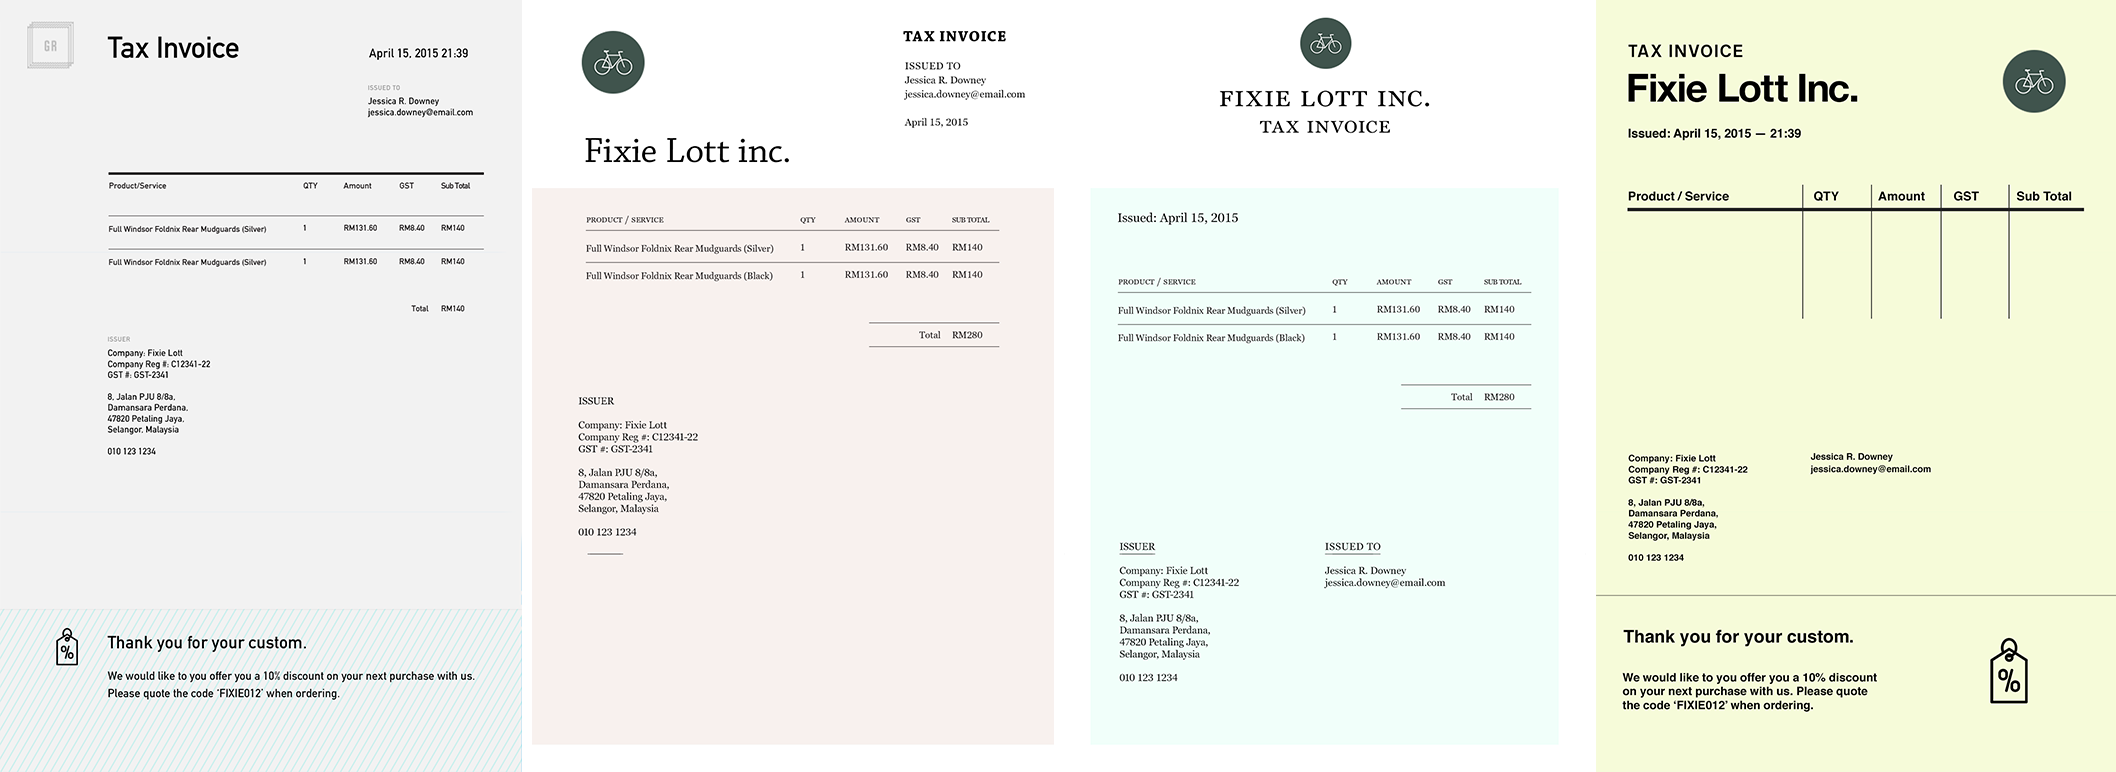 GR
Tax Invoice
April 15, 2015 21:39
ISSUED TO
Jessica R. Downey
jessica.downey@email.com
Product/Service QTY Amount GST Sub Total
Full Windsor Foldnix Rear Mudguards (Silver) 1 RM131.60 RM8.40 RM140
Full Windsor Foldnix Rear Mudguards (Silver) 1 RM131.60 RM8.40 RM140
Total RM140
ISSUER
Company: Fixie Lott
Company Reg #: C12341-22
GST #: GST-2341
8, Jalan PJU 8/8a,
Damansara Perdana,
47820 Petaling Jaya,
Selangor, Malaysia
010 123 1234
%
Thank you for your custom.
We would like to you offer you a 10% discount on your next purchase with us.
Please quote the code ‘FIXIE012’ when ordering.
TAX INVOICE
ISSUED TO
Jessica R. Downey
jessica.downey@email.com
April 15, 2015
Fixie Lott inc.
PRODUCT / SERVICE QTY AMOUNT GST SUB TOTAL
Full Windsor Foldnix Rear Mudguards (Silver) 1 RM131.60 RM8.40 RM140
Full Windsor Foldnix Rear Mudguards (Black) 1 RM131.60 RM8.40 RM140
Total RM280
ISSUER
Company: Fixie Lott
Company Reg #: C12341-22
GST #: GST-2341
8, Jalan PJU 8/8a,
Damansara Perdana,
47820 Petaling Jaya,
Selangor, Malaysia
010 123 1234
FIXIE LOTT INC.
TAX INVOICE
Issued: April 15, 2015
PRODUCT / SERVICE QTY AMOUNT GST SUB TOTAL
Full Windsor Foldnix Rear Mudguards (Silver) 1 RM131.60 RM8.40 RM140
Full Windsor Foldnix Rear Mudguards (Black) 1 RM131.60 RM8.40 RM140
Total RM280
ISSUER
Company: Fixie Lott
Company Reg #: C12341-22
GST #: GST-2341
8, Jalan PJU 8/8a,
Damansara Perdana,
47820 Petaling Jaya,
Selangor, Malaysia
010 123 1234
ISSUED TO
Jessica R. Downey
jessica.downey@email.com
TAX INVOICE
Fixie Lott Inc.
Issued: April 15, 2015 — 21:39
Product / Service QTY Amount GST Sub Total
Company: Fixie Lott
Company Reg #: C12341-22
GST #: GST-2341
8, Jalan PJU 8/8a,
Damansara Perdana,
47820 Petaling Jaya,
Selangor, Malaysia
010 123 1234
Jessica R. Downey
jessica.downey@email.com
Thank you for your custom.
We would like to you offer you a 10% discount
on your next purchase with us. Please quote
the code ‘FIXIE012’ when ordering.
%